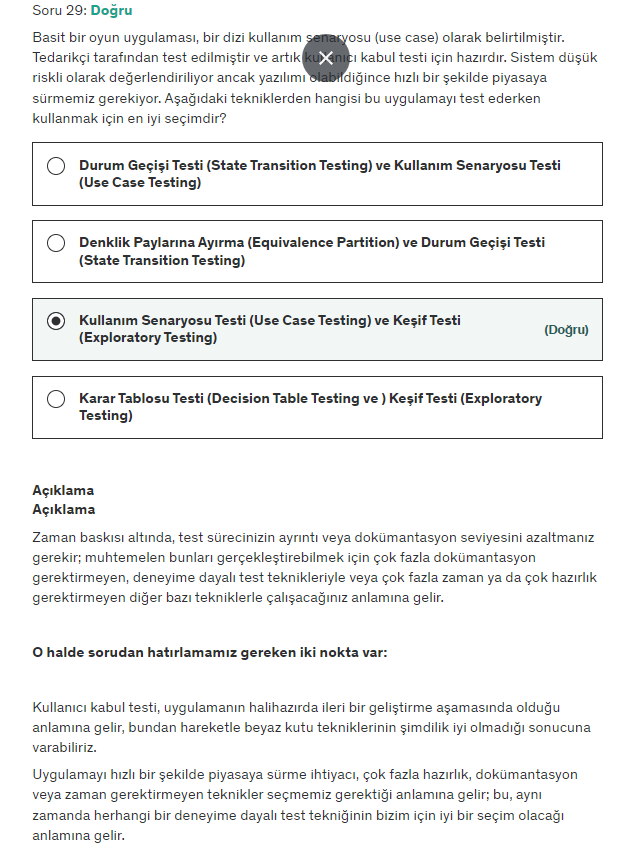 Soru 29: Doğru
Basit bir oyun uygulaması, bir dizi kullanım senaryosu (use case) olarak belirtilmiştir.
Tedarikçi tarafından test edilmiştir ve artık kullanıcı kabul testi için hazırdır. Sistem düşük
riskli olarak değerlendiriliyor ancak yazılımı olabildiğince hızlı bir şekilde piyasaya
sürmemiz gerekiyor. Aşağıdaki tekniklerden hangisi bu uygulamayı test ederken
kullanmak için en iyi seçimdir?
Durum Geçişi Testi (State Transition Testing) ve Kullanım Senaryosu Testi
(Use Case Testing)
Denklik Paylarına Ayırma (Equivalence Partition) ve Durum Geçişi Testi
(State Transition Testing)
Kullanım Senaryosu Testi (Use Case Testing) ve Keşif Testi
(Exploratory Testing)
(Doğru)
Karar Tablosu Testi (Decision Table Testing ve ) Keşif Testi (Exploratory
Testing)
Açıklama
Açıklama
Zaman baskısı altında, test sürecinizin ayrıntı veya dokümantasyon seviyesini azaltmanız
gerekir; muhtemelen bunları gerçekleştirebilmek için çok fazla dokümantasyon
gerektirmeyen, deneyime dayalı test teknikleriyle veya çok fazla zaman ya da çok hazırlık
gerektirmeyen diğer bazı tekniklerle çalışacağınız anlamına gelir.
O halde sorudan hatırlamamız gereken iki nokta var:
Kullanıcı kabul testi, uygulamanın halihazırda ileri bir geliştirme aşamasında olduğu
anlamına gelir, bundan hareketle beyaz kutu tekniklerinin şimdilik iyi olmadığı sonucuna
varabiliriz.
Uygulamayı hızlı bir şekilde piyasaya sürme ihtiyacı, çok fazla hazırlık, dokümantasyon
veya zaman gerektirmeyen teknikler seçmemiz gerektiği anlamına gelir; bu, aynı
zamanda herhangi bir deneyime dayalı test tekniğinin bizim için iyi bir seçim olacağı
anlamına gelir.